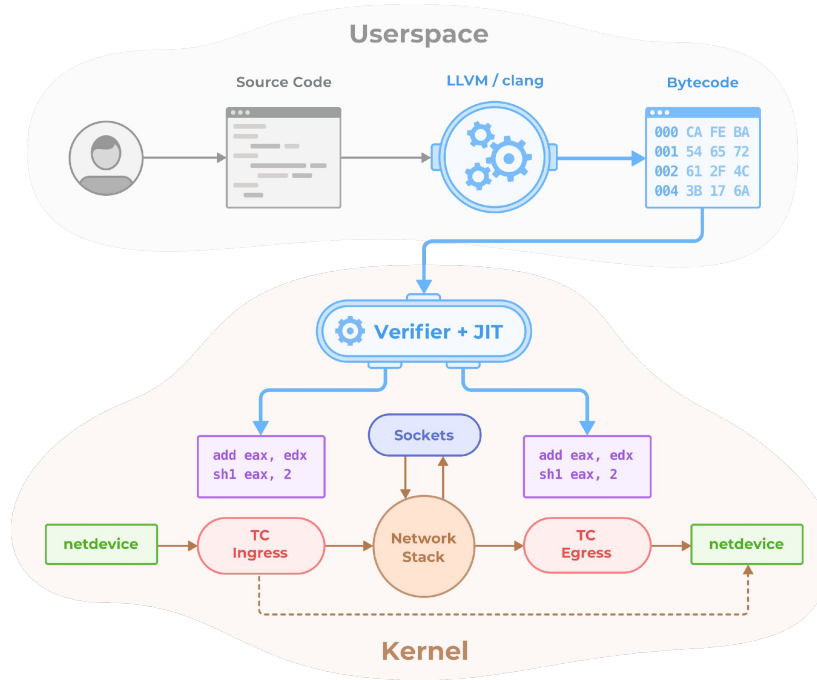 Userspace
Source Code
LLVM / clang
Bytecode
000 CA FE BA
001 54 65 72
002 61 2F 4C
004 3B 17 6A
Verifier + JIT
add eax, edx
sh1 eax, 2
Sockets
add eax, edx
sh1 eax, 2
netdevice
TC
Ingress
Network
Stack
TC
Egress
netdevice
Kernel